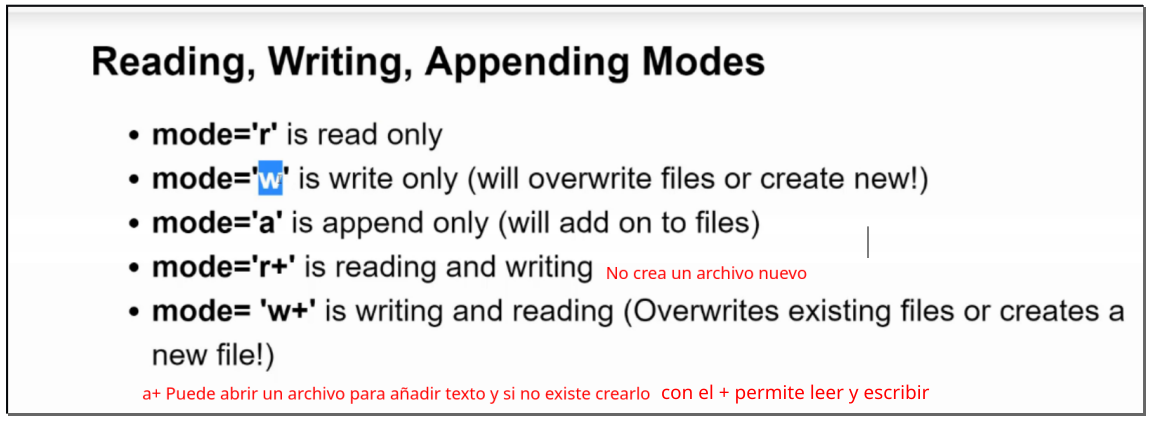 Reading, Writing, Appending Modes
• mode='r' is read only
• mode='w' is write only (will overwrite files or create new!)
• mode='a' is append only (will add on to files)
• mode='r+' is reading and writing No crea un archivo nuevo
• mode= 'w+' is writing and reading (Overwrites existing files or creates a
new file!)
a+ Puede abrir un archivo para añadir texto y si no existe crearlo con el + permite leer y escribir